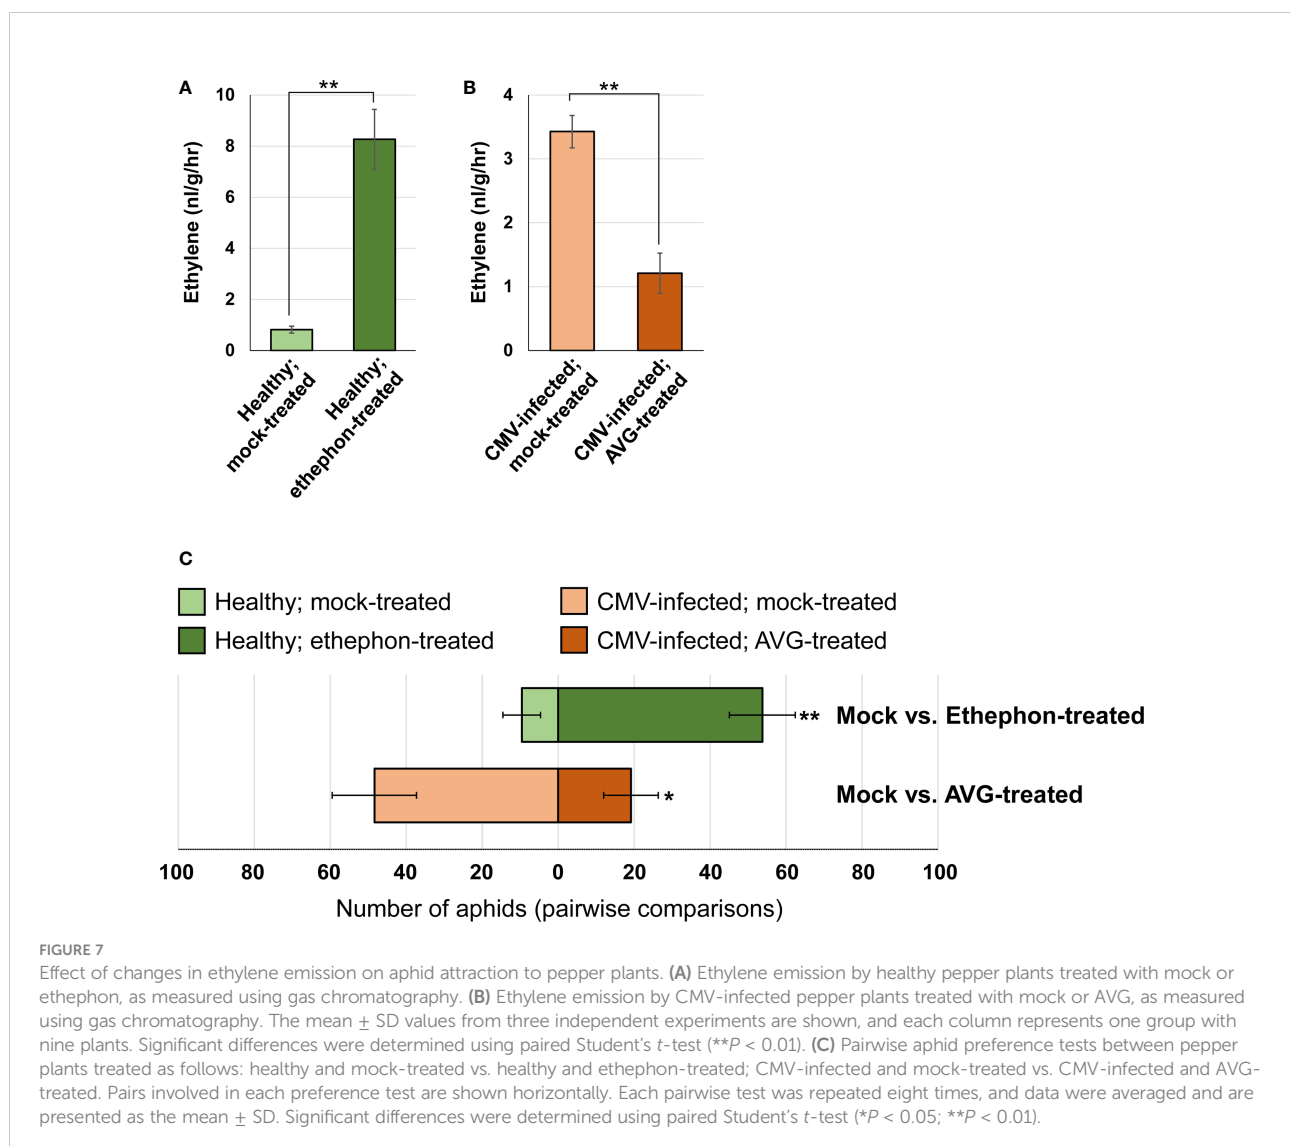 A
**
10
8
6
4
2
0
Ethylene (nl/g/hr)
Healthy;
mock-treated
Healthy;
ethephon-treated
B
**
4
3
2
1
0
Ethylene (nl/g/hr)
CMV-infected;
mock-treated
CMV-infected;
AVG-treated
C
Healthy; mock-treated
CMV-infected; mock-treated
Healthy; ethephon-treated
CMV-infected; AVG-treated
** Mock vs. Ethephon-treated
* Mock vs. AVG-treated
100 80 60 40 20 0 20 40 60 80 100
Number of aphids (pairwise comparisons)
FIGURE 7
Effect of changes in ethylene emission on aphid attraction to pepper plants. (A) Ethylene emission by healthy pepper plants treated with mock or
ethephon, as measured using gas chromatography. (B) Ethylene emission by CMV-infected pepper plants treated with mock or AVG, as measured
using gas chromatography. The mean ± SD values from three independent experiments are shown, and each column represents one group with
nine plants. Significant differences were determined using paired Student's t-test (**P < 0.01). (C) Pairwise aphid preference tests between pepper
plants treated as follows: healthy and mock-treated vs. healthy and ethephon-treated; CMV-infected and mock-treated vs. CMV-infected and AVG-
treated. Pairs involved in each preference test are shown horizontally. Each pairwise test was repeated eight times, and data were averaged and are
presented as the mean ± SD. Significant differences were determined using paired Student's t-test (*P < 0.05; **P < 0.01).